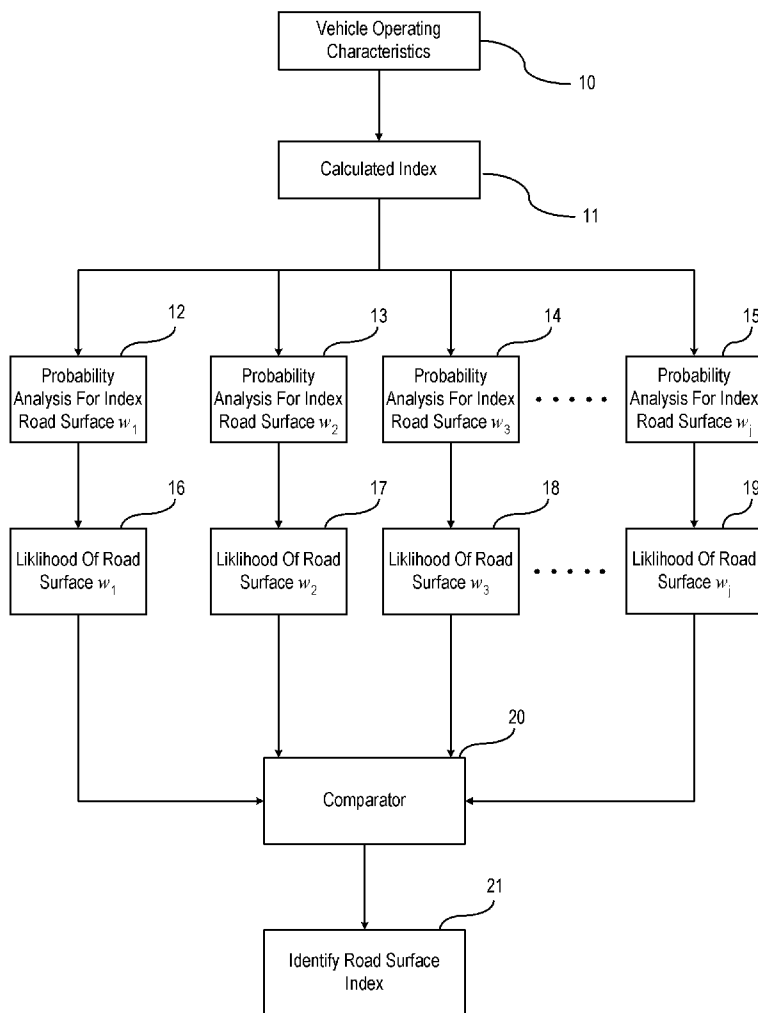 Vehicle Operating
Characteristics
10
Calculated Index
11
12
13
14
15
Probability
Analysis For Index
Road Surface w1
Probability
Analysis For Index
Road Surface w2
Probability
Analysis For Index
Road Surface w3
Probability
Analysis For Index
Road Surface wj
16
17
18
19
Liklihood Of Road
Surface w1
Liklihood Of Road
Surface w2
Liklihood Of Road
Surface w3
Liklihood Of Road
Surface wj
20
Comparator
21
Identify Road Surface
Index